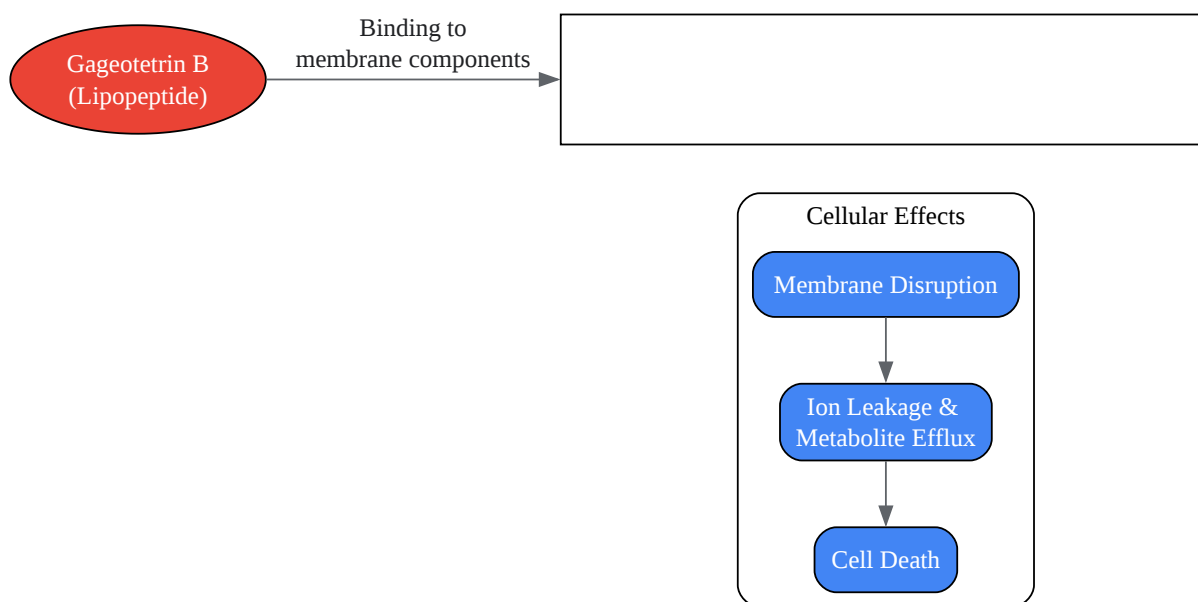 Gageotetrin B
(Lipopeptide)
Binding to
membrane components
Cellular Effects
Membrane Disruption
Ion Leakage &
Metabolite Efflux
Cell Death